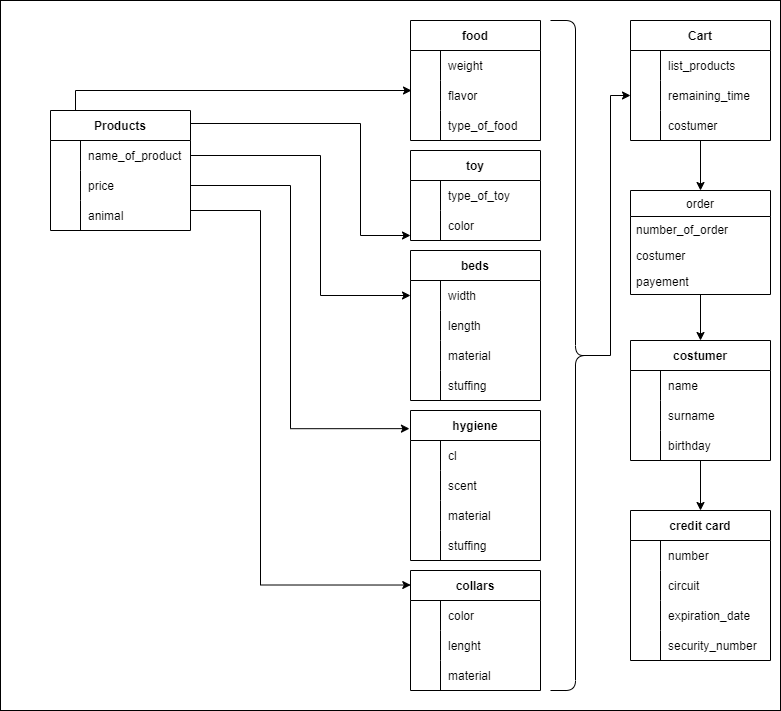 Products
name_of_product
price
animal
food
weight
flavor
type_of_food
toy
type_of_toy
color
beds
width
length
material
stuffing
hygiene
cl
scent
material
stuffing
collars
color
lenght
material
Cart
list_products
remaining_time
costumer
order
number_of_order
costumer
payement
costumer
name
surname
birthday
credit card
number
circuit
expiration_date
security_number